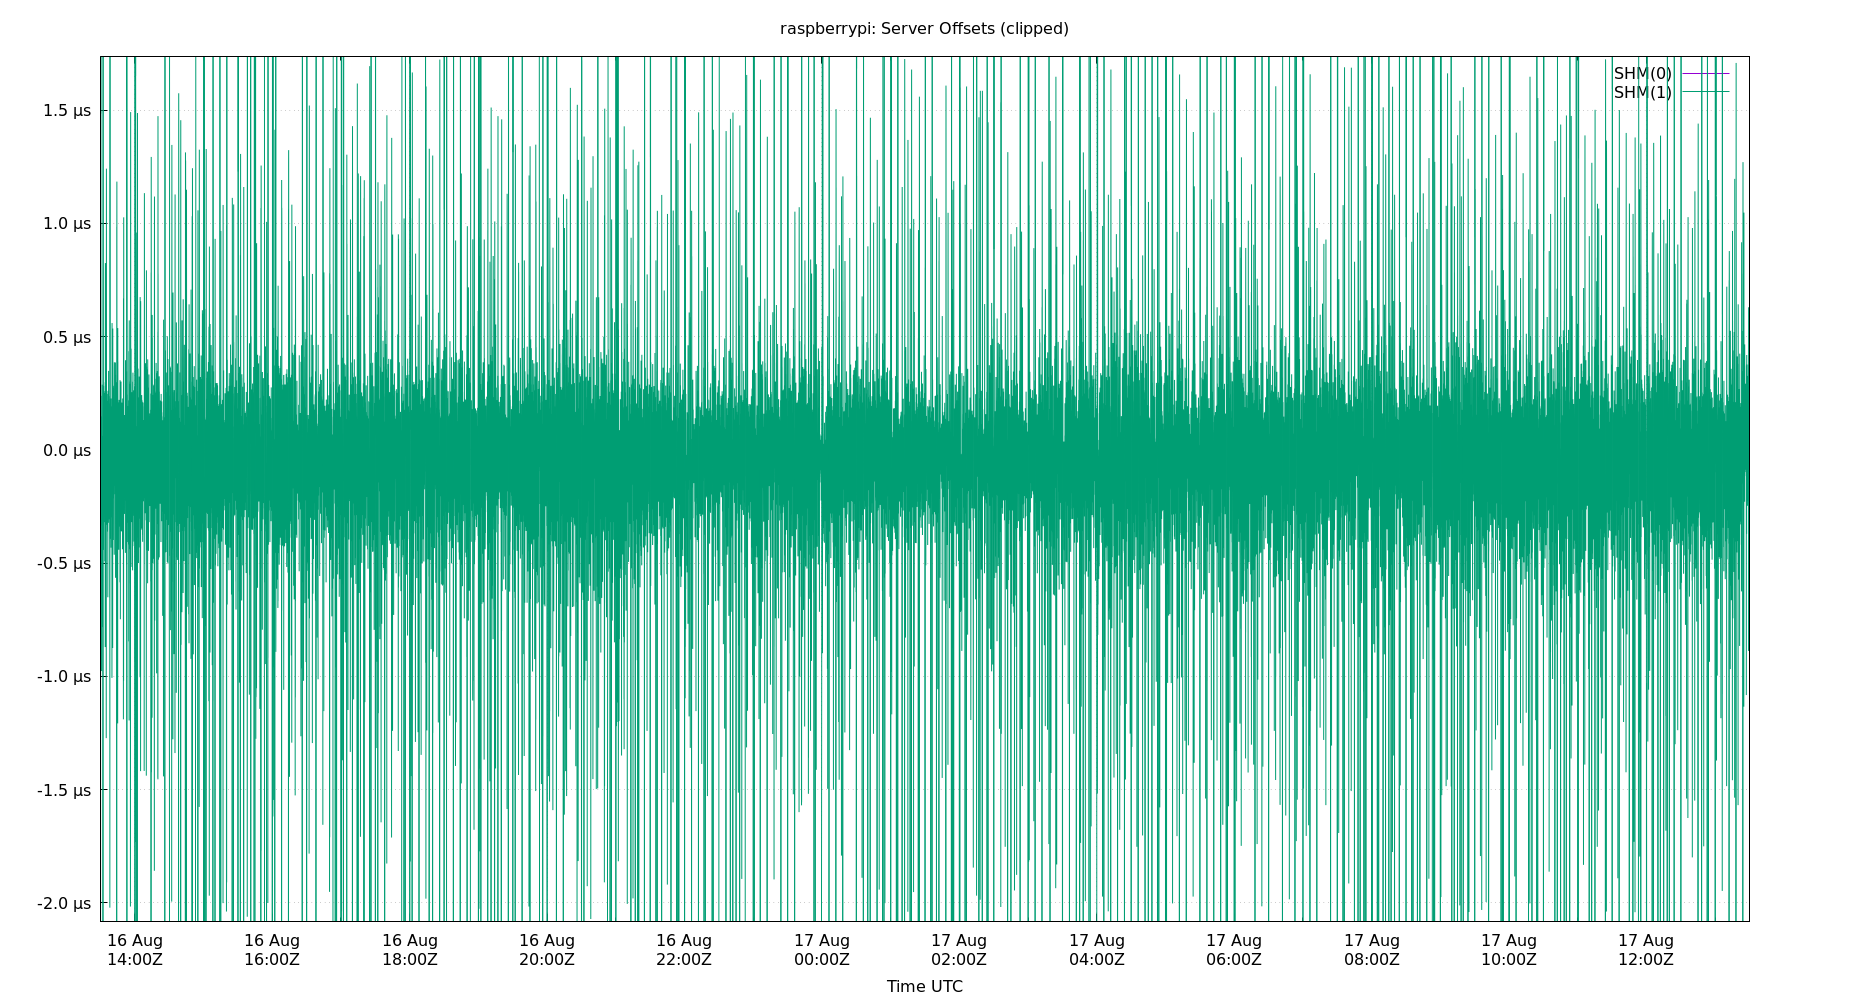 raspberrypi: Server Offsets (clipped)
SHM(0)
SHM(1)
1.5 μs
1.0 μs
0.5 μs
0.0 μs
-0.5 μs
-1.0 μs
-1.5 μs
-2.0 μs
16 Aug 16 Aug 16 Aug 16 Aug 16 Aug 17 Aug 17 Aug 17 Aug 17 Aug 17 Aug 17 Aug 17 Aug
14:00Z 16:00Z 18:00Z 20:00Z 22:00Z 00:00Z 02:00Z 04:00Z 06:00Z 08:00Z 10:00Z 12:00Z
Time UTC